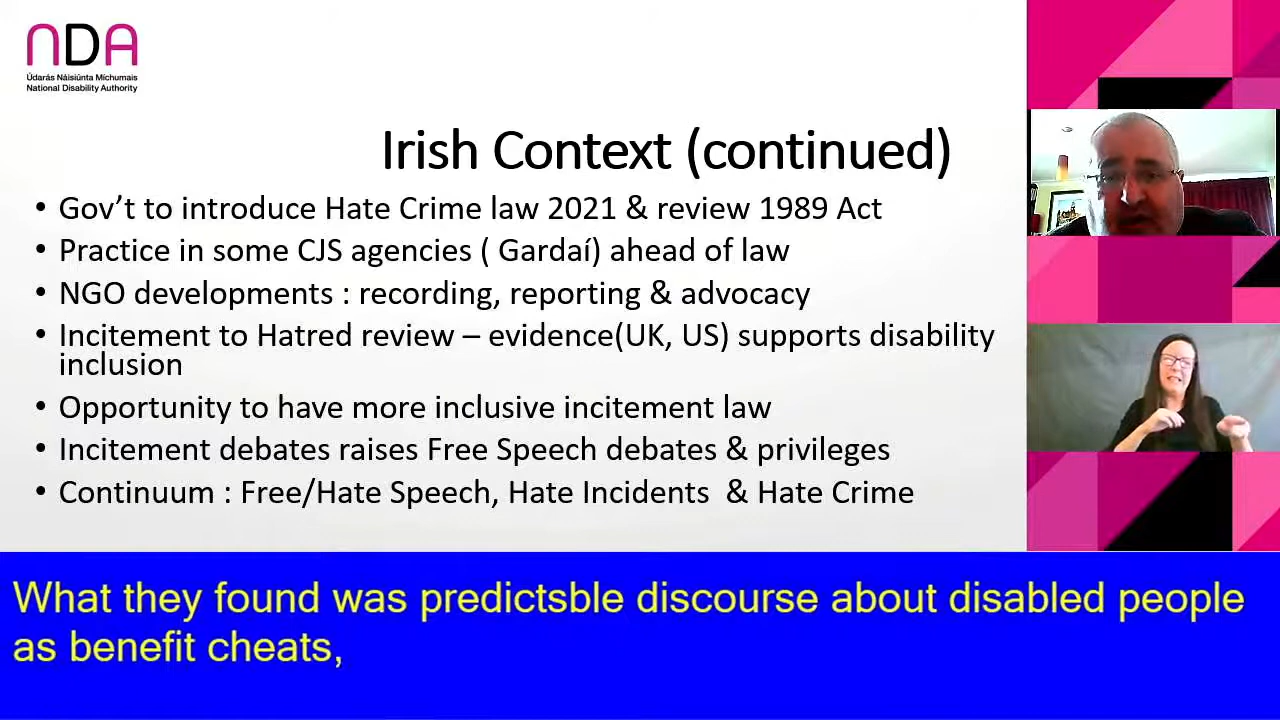 nDA
Údarás Náisiúnta Míchumais
National Disability Authority
Irish Context (continued)
• Gov’t to introduce Hate Crime law 2021 & review 1989 Act
• Practice in some CJS agencies ( Gardaí) ahead of law
• NGO developments : recording, reporting & advocacy
• Incitement to Hatred review – evidence(UK, US) supports disability
inclusion
• Opportunity to have more inclusive incitement law
• Incitement debates raises Free Speech debates & privileges
• Continuum : Free/Hate Speech, Hate Incidents  & Hate Crime
What they found was predictsble discourse about disabled people
as benefit cheats,